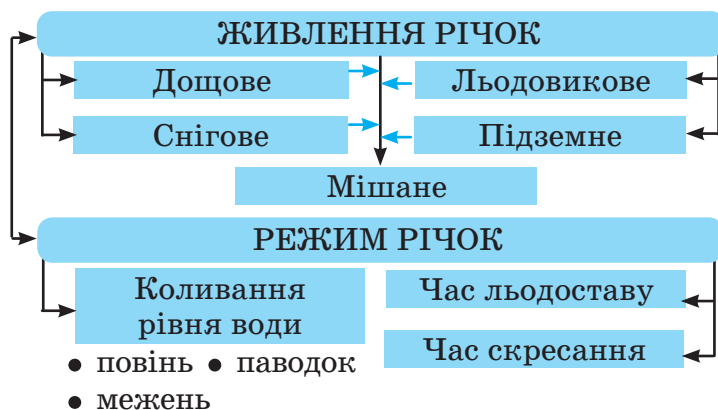 ЖИВЛЕННЯ РІЧОК
Дощове
Льодовикове
Снігове
Підземне
Мішане
РЕЖИМ РІЧОК
Коливання
рівня води
Час льодоставу
Час скресання
● повінь ● паводок
● межень